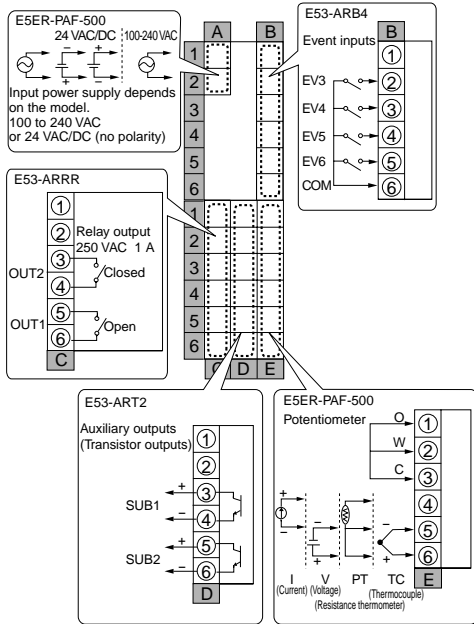 E5ER-PAF-500
24 VAC/DC 100-240 VAC
− − +
+ + −
Input power supply depends
on the model.
100 to 240 VAC
or 24 VAC/DC (no polarity)
A B
1
2
3
4
5
6
1
2
3
4
5
6
C D E
E53-ARB4
Event inputs
B
1
EV3 2
EV4 3
EV5 4
EV6 5
COM 6
E53-ARRR
1
2
Relay output
250 VAC 1 A
3
OUT2 Closed
4
5
OUT1 Open
6
C
E53-ART2
Auxiliary outputs
(Transistor outputs)
1
2
+ 3
SUB1
− 4
+ 5
SUB2
− 6
D
E5ER-PAF-500
Potentiometer
O 1
W 2
C 3
4
+ − − 5
− + + 6
I V PT TC
(Current) (Voltage) (Thermocouple)
(Resistance thermometer)
E